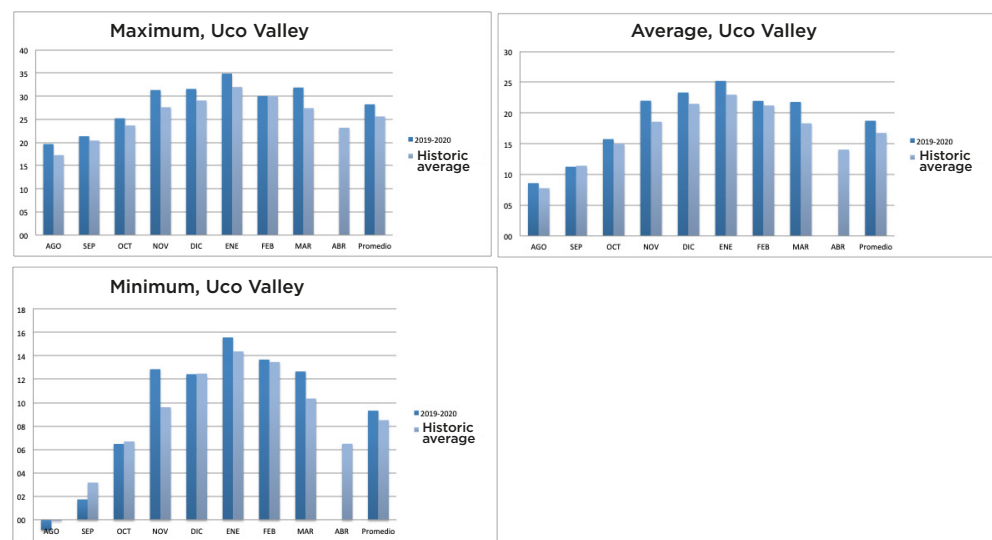 Maximum, Uco Valley
40
35
30
25
20
15
10
05
00
AGO SEP OCT NOV DIC ENE FEB MAR ABR Promedio
2019-2020
Historic
average
Average, Uco Valley
30
25
20
15
10
05
00
AGO SEP OCT NOV DIC ENE FEB MAR ABR Promedio
2019-2020
Historic
average
Minimum, Uco Valley
18
16
14
12
10
08
06
04
02
00
AGO SEP OCT NOV DIC ENE FEB MAR ABR Promedio
2019-2020
Historic
average